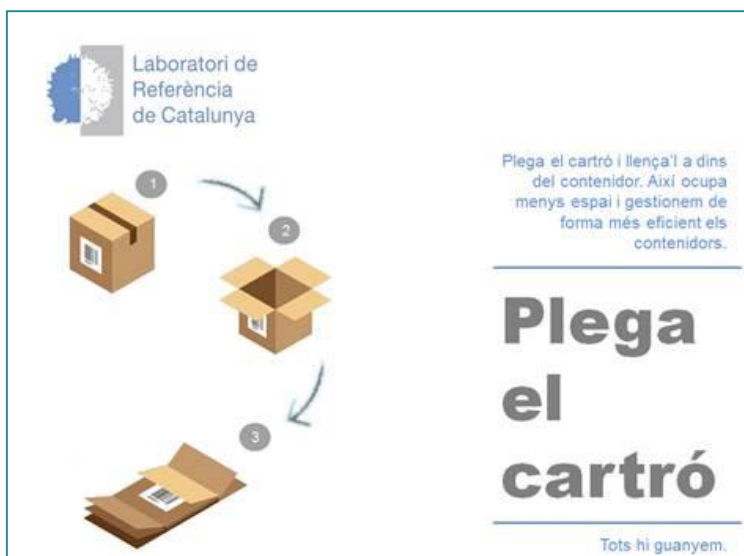 Laboratori de
Referència
de Catalunya
1
2
3
Plega el cartró i llença'l a dins
del contenidor. Així ocupa
menys espai i gestionem de
forma més eficient els
contenidors.
Plega
el
cartró
Tots hi guanyem.